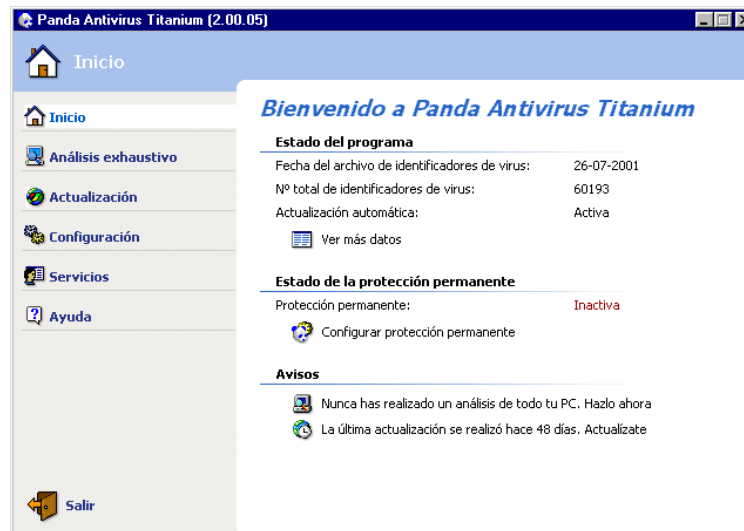 Panda Antivirus Titanium (2.00.05)
Inicio
Inicio
Análisis exhaustivo
Actualización
Configuración
Servicios
Ayuda
Salir
Bienvenido a Panda Antivirus Titanium
Estado del programa
Fecha del archivo de identificadores de virus: 26-07-2001
Nº total de identificadores de virus: 60193
Actualización automática: Activa
Ver más datos
Estado de la protección permanente
Protección permanente: Inactiva
Configurar protección permanente
Avisos
Nunca has realizado un análisis de todo tu PC. Hazlo ahora
La última actualización se realizó hace 48 días. Actualízate